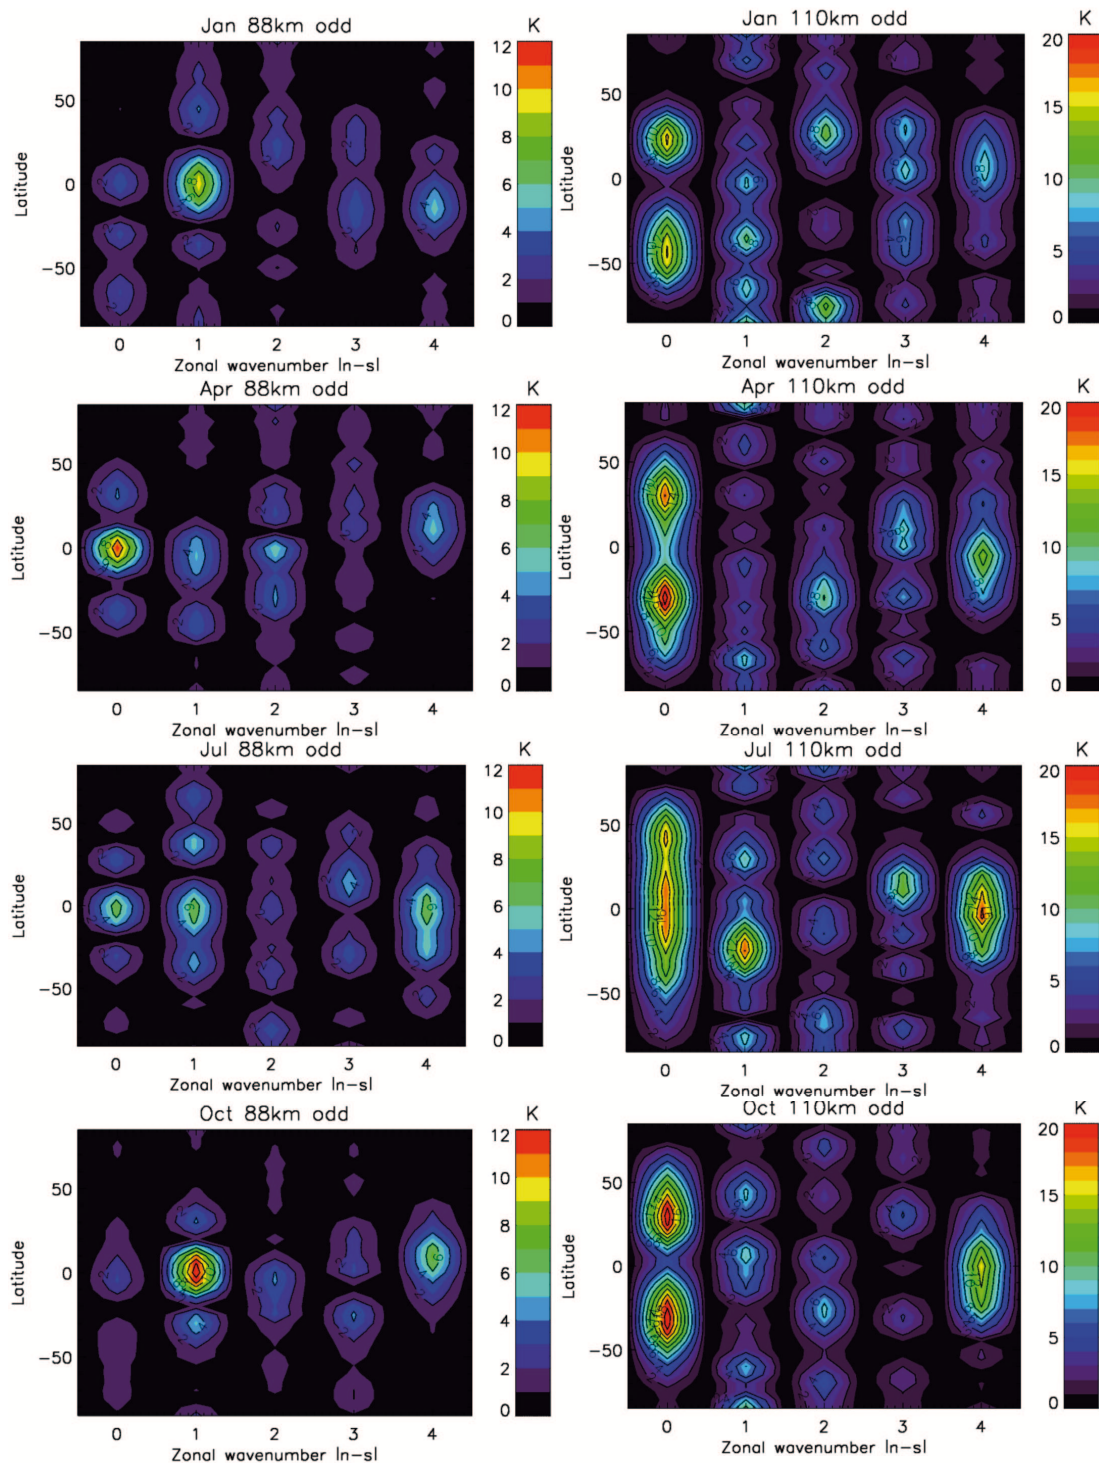 Jan 88km odd K
12
10
8
6
4
2
0
50
0
−50
Latitude
0 1 2 3 4
Zonal wavenumber |n−s|
Jan 110km odd K
20
15
10
5
0
50
0
−50
Latitude
0 1 2 3 4
Zonal wavenumber |n−s|
Apr 88km odd K
12
10
8
6
4
2
0
50
0
−50
Latitude
0 1 2 3 4
Zonal wavenumber |n−s|
Apr 110km odd K
20
15
10
5
0
50
0
−50
Latitude
0 1 2 3 4
Zonal wavenumber |n−s|
Jul 88km odd K
12
10
8
6
4
2
0
50
0
−50
Latitude
0 1 2 3 4
Zonal wavenumber |n−s|
Jul 110km odd K
20
15
10
5
0
50
0
−50
Latitude
0 1 2 3 4
Zonal wavenumber |n−s|
Oct 88km odd K
12
10
8
6
4
2
0
50
0
−50
Latitude
0 1 2 3 4
Zonal wavenumber |n−s|
Oct 110km odd K
20
15
10
5
0
50
0
−50
Latitude
0 1 2 3 4
Zonal wavenumber |n−s|